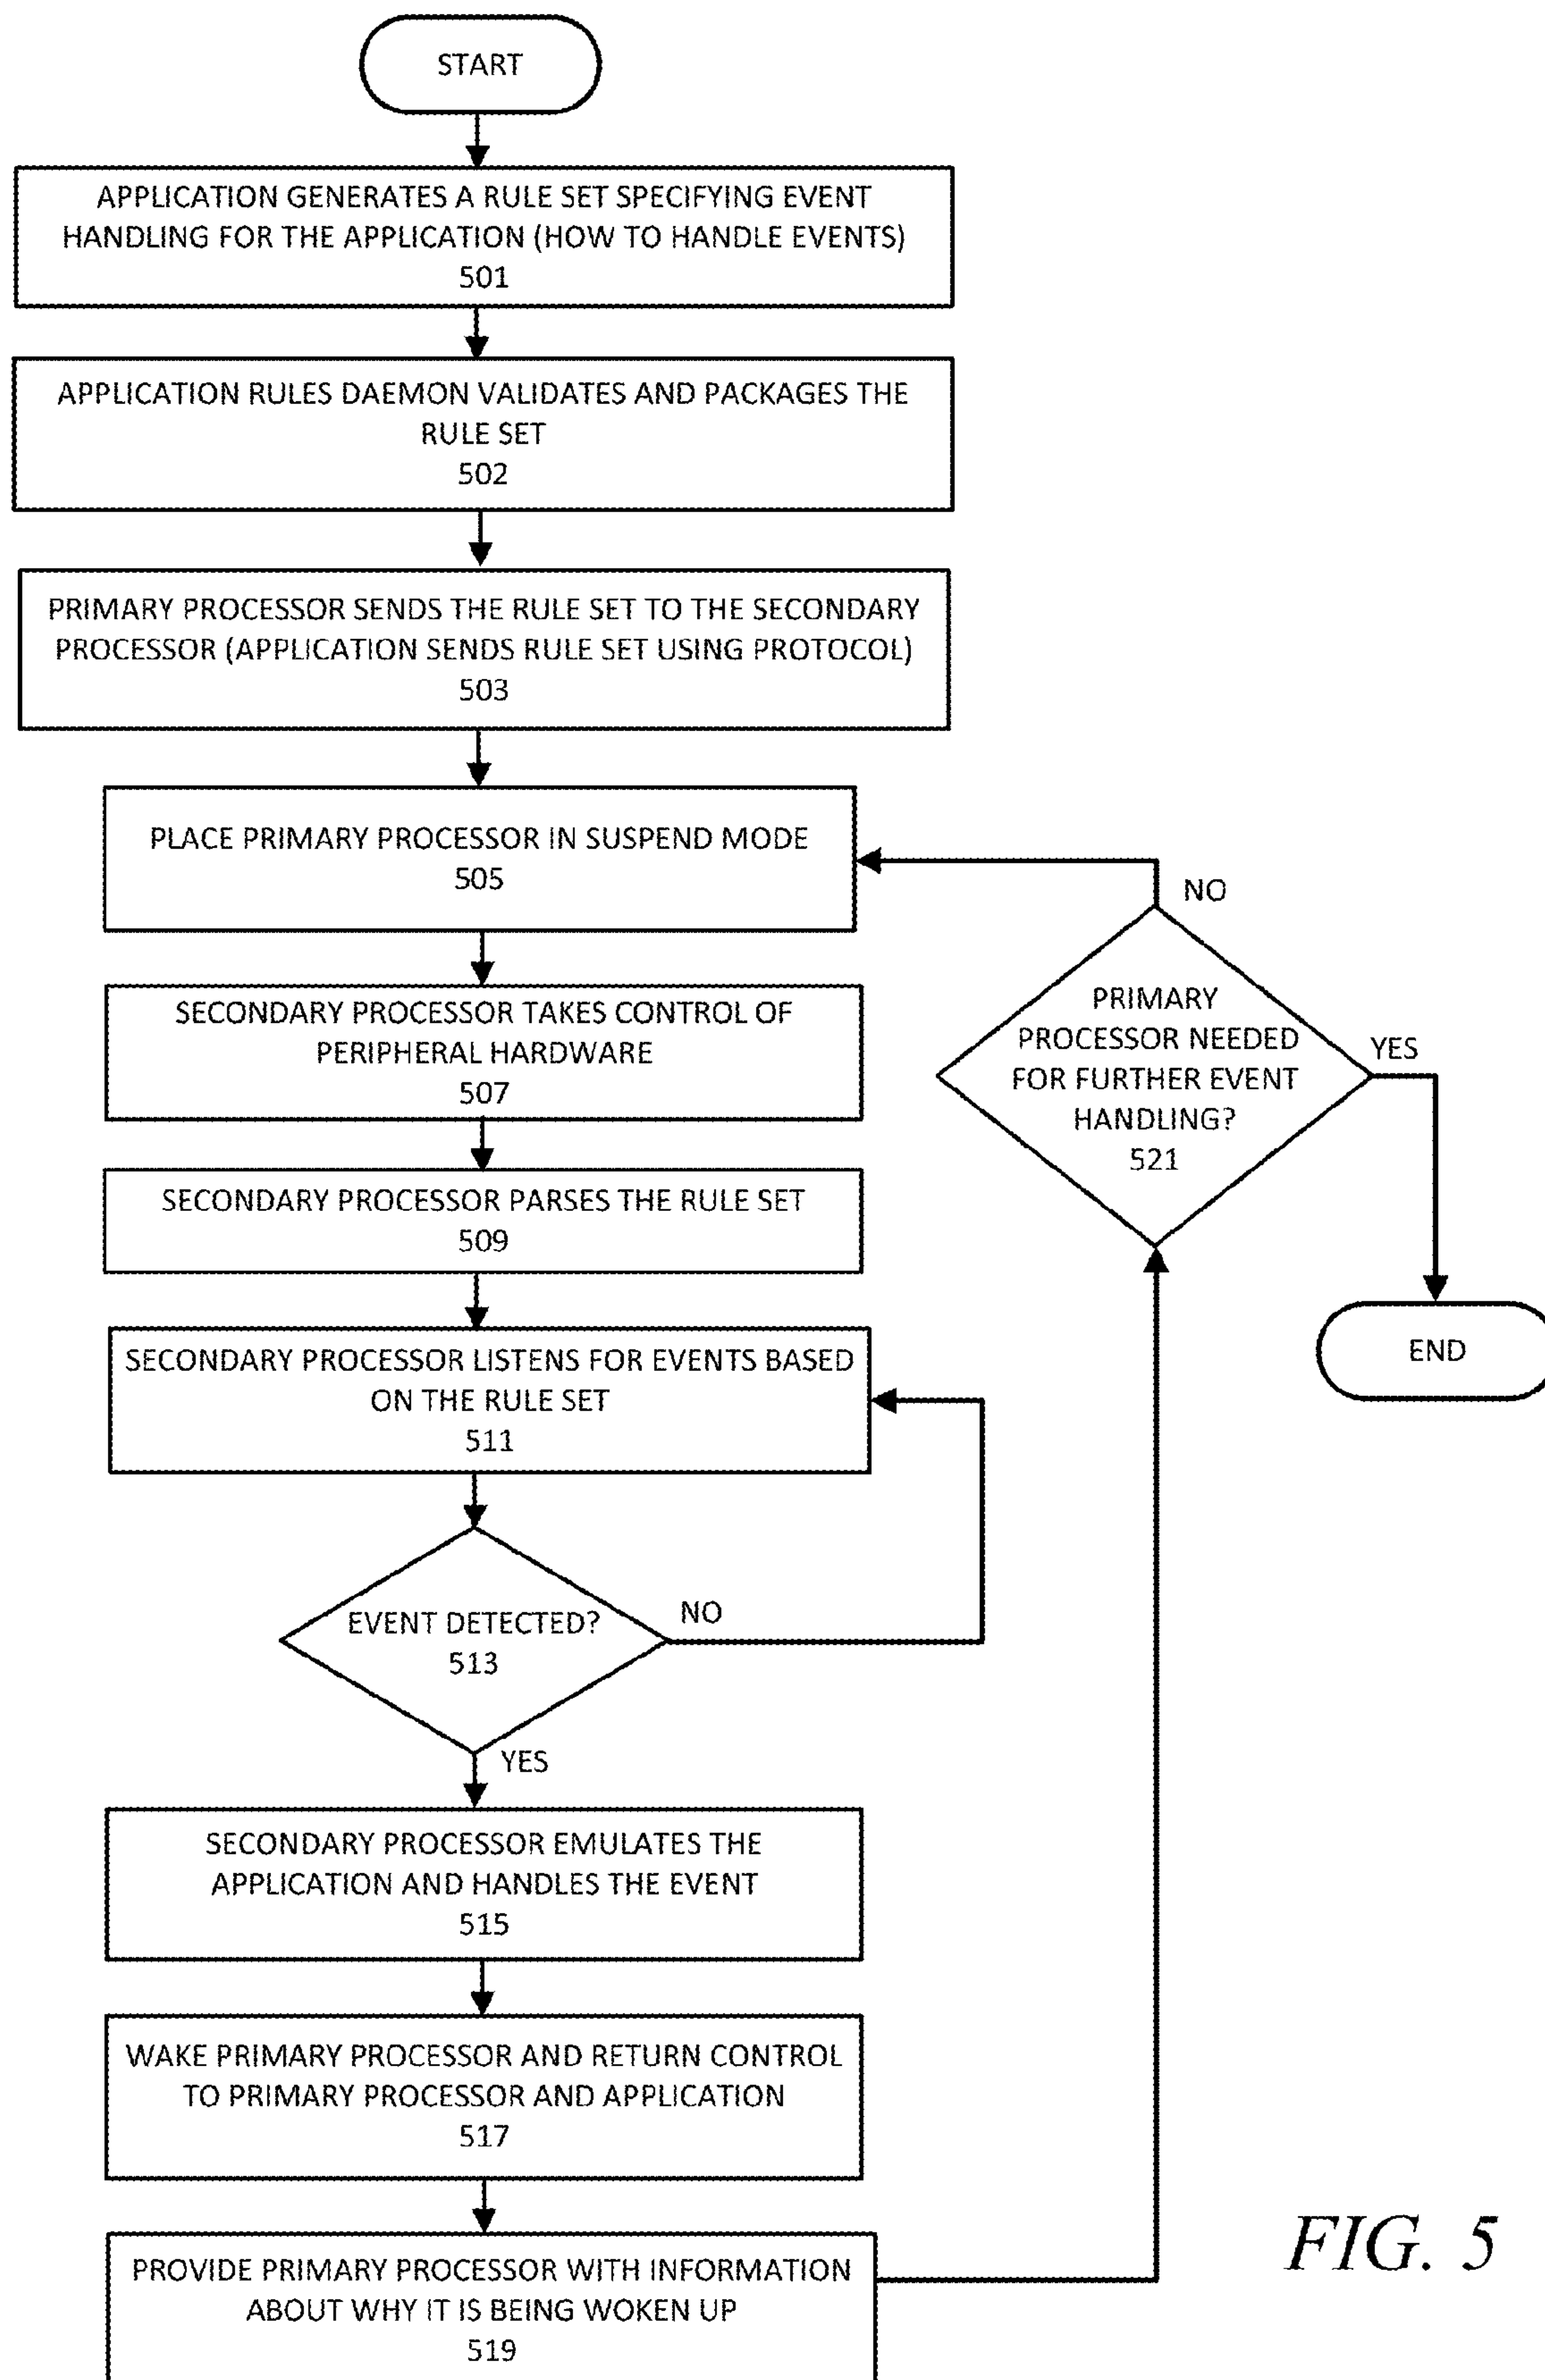 START
APPLICATION GENERATES A RULE SET SPECIFYING EVENT
HANDLING FOR THE APPLICATION (HOW TO HANDLE EVENTS)
501
APPLICATION RULES DAEMON VALIDATES AND PACKAGES THE
RULE SET
502
PRIMARY PROCESSOR SENDS THE RULE SET TO THE SECONDARY
PROCESSOR (APPLICATION SENDS RULE SET USING PROTOCOL)
503
PLACE PRIMARY PROCESSOR IN SUSPEND MODE
505
SECONDARY PROCESSOR TAKES CONTROL OF
PERIPHERAL HARDWARE
507
SECONDARY PROCESSOR PARSES THE RULE SET
509
SECONDARY PROCESSOR LISTENS FOR EVENTS BASED
ON THE RULE SET
511
EVENT DETECTED?
513
NO
YES
SECONDARY PROCESSOR EMULATES THE
APPLICATION AND HANDLES THE EVENT
515
WAKE PRIMARY PROCESSOR AND RETURN CONTROL
TO PRIMARY PROCESSOR AND APPLICATION
517
PROVIDE PRIMARY PROCESSOR WITH INFORMATION
ABOUT WHY IT IS BEING WOKEN UP
519
NO
PRIMARY
PROCESSOR NEEDED
FOR FURTHER EVENT
HANDLING?
521
YES
END
FIG. 5